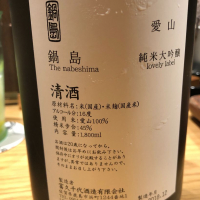 鍋島
鍋島
The nabeshima
愛山
純米大吟醸
Lovely label
清酒
原材料名:米(国産)・米麹(国産米)
アルコール分:16度
使用米:愛山100%
精米歩合:45%
内容量:1,800ml
富久千代酒造有限会社